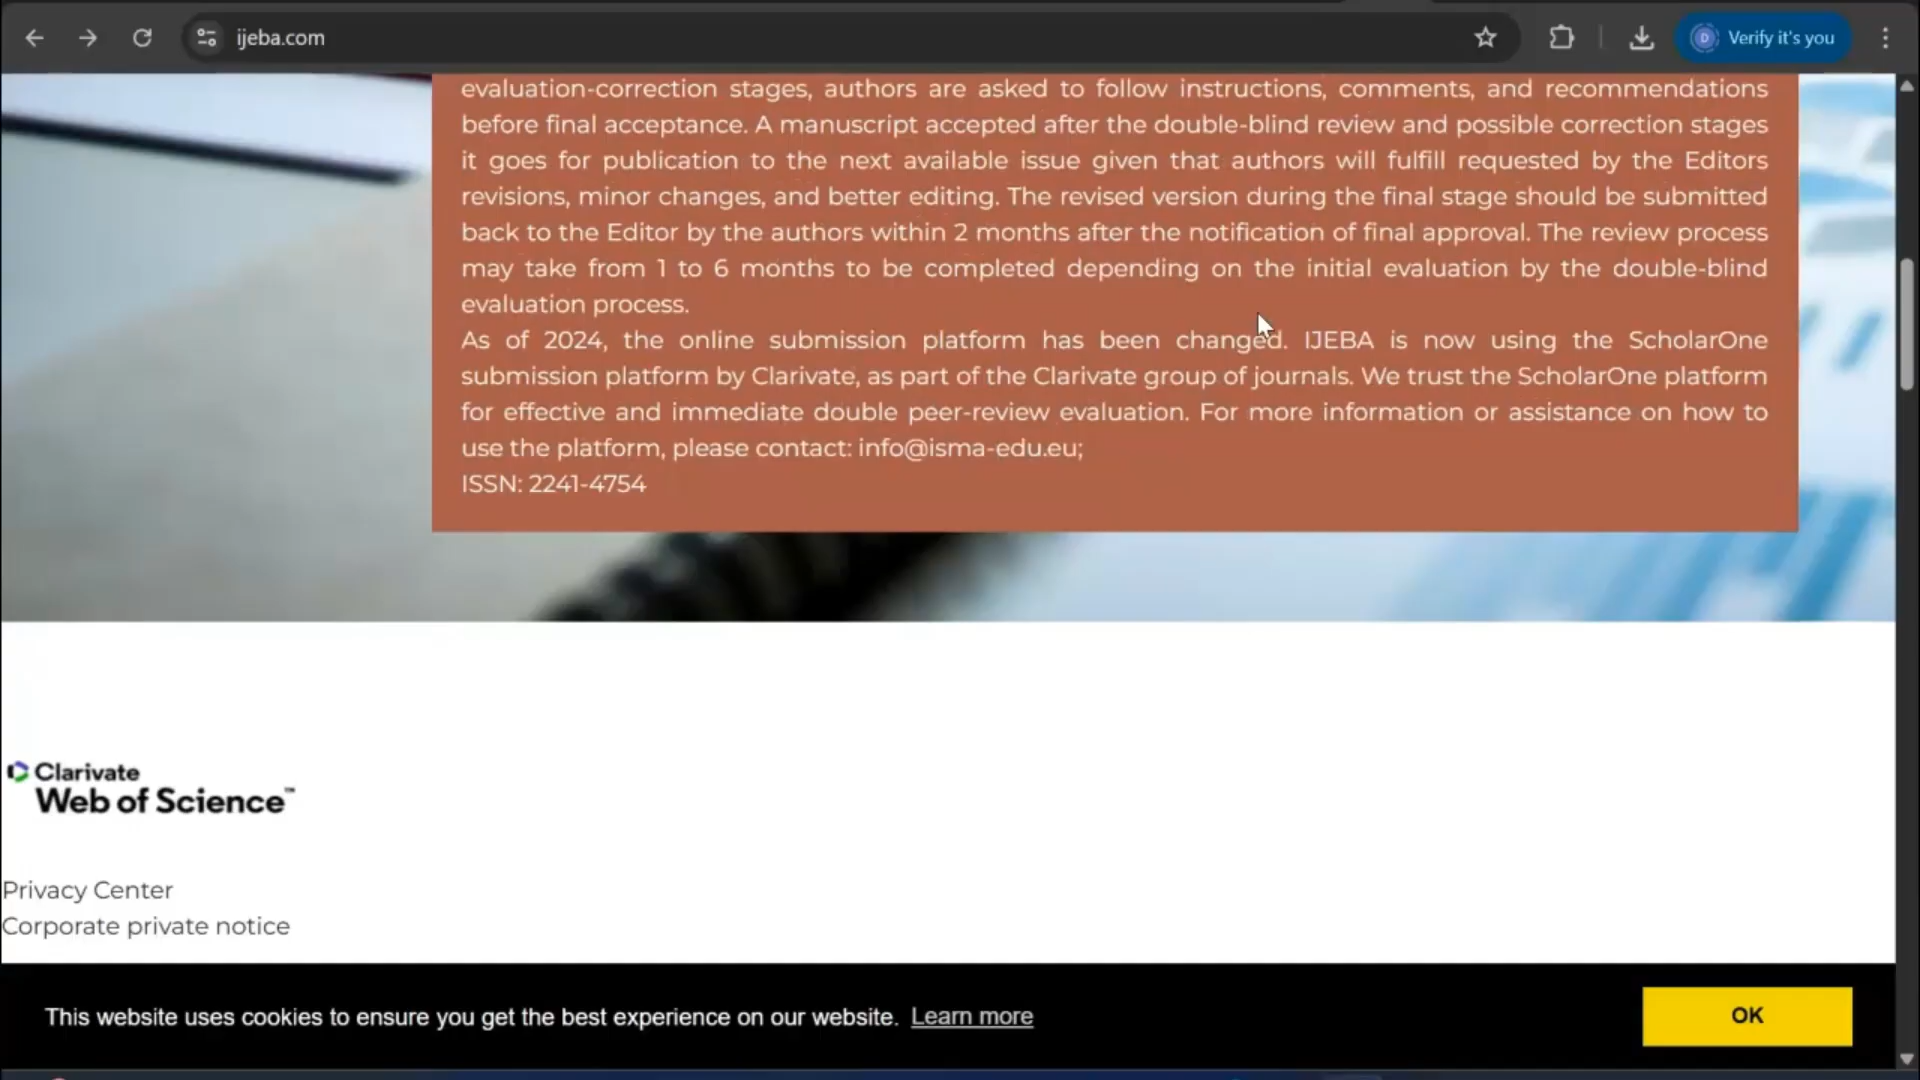 ijeba.com
Verify it's you
evaluation-correction stages, authors are asked to follow instructions, comments, and recommendations
before final acceptance. A manuscript accepted after the double-blind review and possible correction stages
it goes for publication to the next available issue given that authors will fulfill requested by the Editors
revisions, minor changes, and better editing. The revised version during the final stage should be submitted
back to the Editor by the authors within 2 months after the notification of final approval. The review process
may take from 1 to 6 months to be completed depending on the initial evaluation by the double-blind
evaluation process.
As of 2024, the online submission platform has been changed. IJEBA is now using the ScholarOne
submission platform by Clarivate, as part of the Clarivate group of journals. We trust the ScholarOne platform
for effective and immediate double peer-review evaluation. For more information or assistance on how to
use the platform, please contact: info@isma-edu.eu;
ISSN: 2241-4754
Clarivate
Web of Science™
Privacy Center
Corporate private notice
This website uses cookies to ensure you get the best experience on our website. Learn more
OK